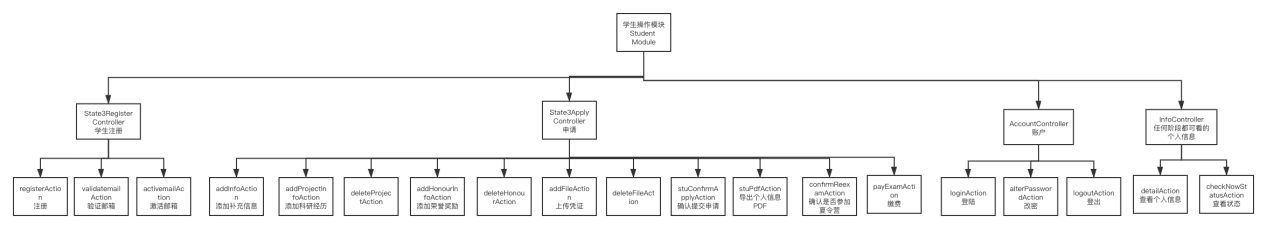 学生操作模块
Student
Module
State3Register
Controller
学生注册
State3Apply
Controller
申请
AccountController
账户
InfoController
任何阶段都可看的
个人信息
registerActio
n
注册
validatemail
Action
验证邮箱
activemailAc
tion
激活邮箱
addInfoActio
n
添加补充信息
addProjectIn
foAction
添加科研经历
deleteProjec
tAction
addHonourIn
foAction
添加荣誉奖励
deleteHonou
rAction
addFileActio
n
上传凭证
deleteFileAct
ion
stuConfirmA
pplyAction
确认提交申请
stuPdfAction
导出个人信息
PDF
confirmReex
amAction
确认是否参加
夏令营
payExamActi
on
缴费
loginAction
登陆
alterPasswor
dAction
改密
logoutAction
登出
detailAction
查看个人信息
checkNowSt
atusAction
查看状态